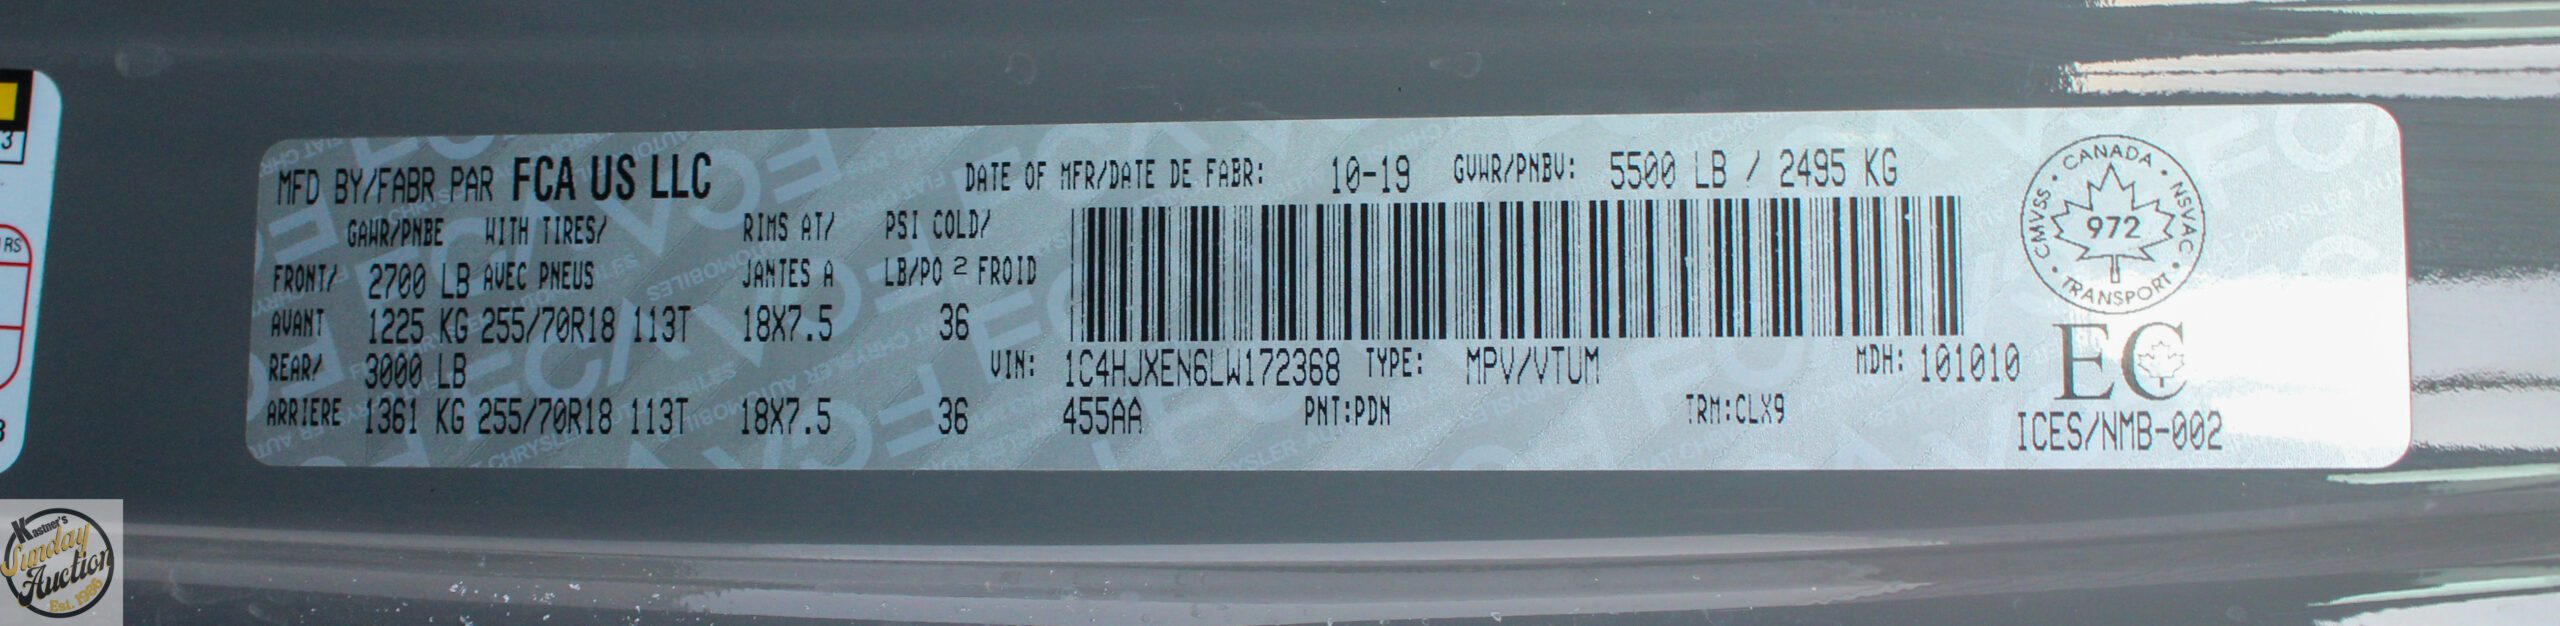 MFD BY/FABR PAR FCA US LLC
DATE OF MFR/DATE DE FABR: 10-19 GVWR/PNBV: 5500 LB / 2495 KG
GAWR/PNBE WITH TIRES/ RIMS AT/ PSI COLD/
FRONT/ 2700 LB AVEC PNEUS JANTES A LB/PO 2 FROID
AVANT 1225 KG 255/70R18 113T 18X7.5 36
REAR/ 3000 LB
ARRIERE 1361 KG 255/70R18 113T 18X7.5 36
VIN: 1C4HJXEN6LW172368 TYPE: MPV/VTUM MDH: 101010
455AA PNT:PDN TRM:CLX9
CANADA • NSVAC • TRANSPORT • CMVSS •
972
EC
ICES/NMB-002
3
RS
Kastner's
Sunday
Auction
Est. 1986